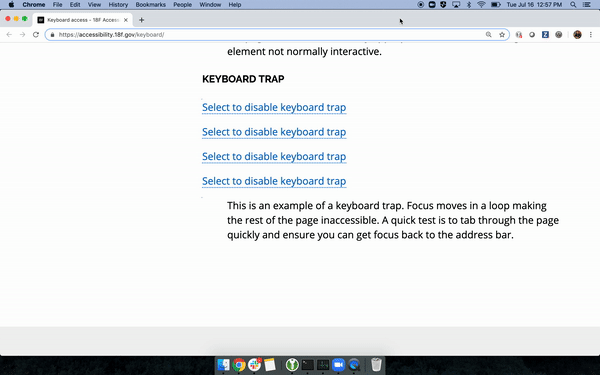 Chrome File Edit View History Bookmarks People Window Help
Tue Jul 16 12:57 PM
Keyboard access - 18F Access
https://accessibility.18f.gov/keyboard/
element not normally interactive.
KEYBOARD TRAP
Select to disable keyboard trap
Select to disable keyboard trap
Select to disable keyboard trap
Select to disable keyboard trap
This is an example of a keyboard trap. Focus moves in a loop making
the rest of the page inaccessible. A quick test is to tab through the page
quickly and ensure you can get focus back to the address bar.